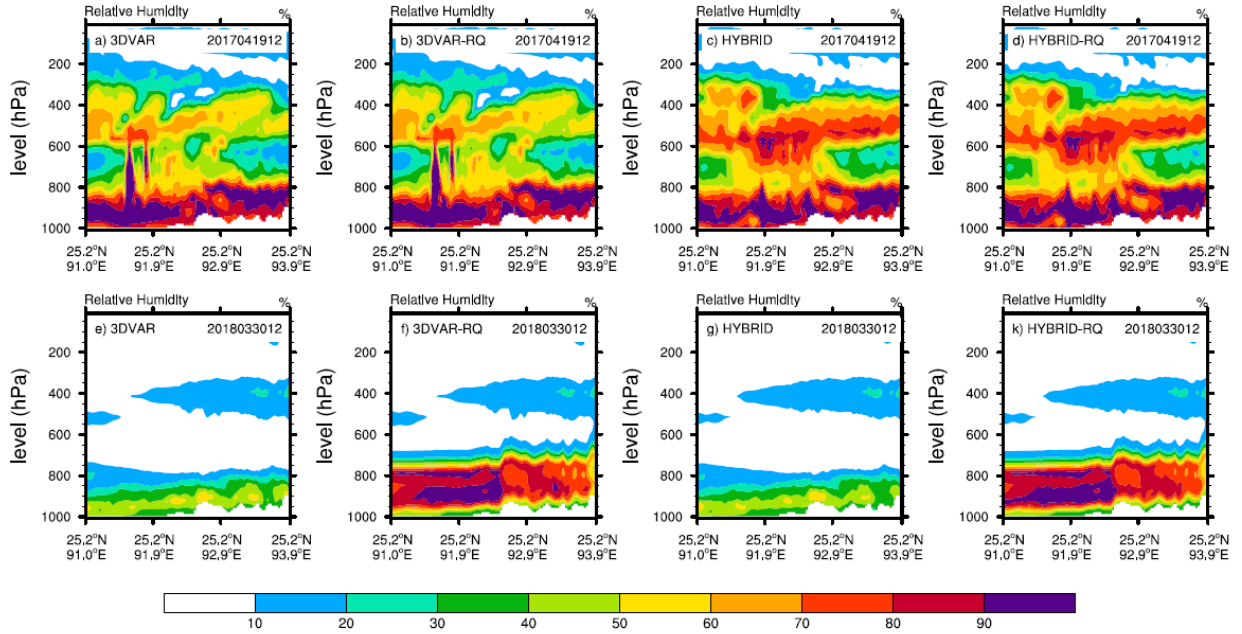 Relative Humidity %
a) 3DVAR 2017041912
level (hPa)
200
400
600
800
1000
25.2°N 25.2°N 25.2°N 25.2°N
91.0°E 91.9°E 92.9°E 93.9°E
Relative Humidity %
b) 3DVAR-RQ 2017041912
level (hPa)
200
400
600
800
1000
25.2°N 25.2°N 25.2°N 25.2°N
91.0°E 91.9°E 92.9°E 93.9°E
Relative Humidity %
c) HYBRID 2017041912
level (hPa)
200
400
600
800
1000
25.2°N 25.2°N 25.2°N 25.2°N
91.0°E 91.9°E 92.9°E 93.9°E
Relative Humidity %
d) HYBRID-RQ 2017041912
level (hPa)
200
400
600
800
1000
25.2°N 25.2°N 25.2°N 25.2°N
91.0°E 91.9°E 92.9°E 93.9°E
Relative Humidity %
e) 3DVAR 2018033012
level (hPa)
200
400
600
800
1000
25.2°N 25.2°N 25.2°N 25.2°N
91.0°E 91.9°E 92.9°E 93.9°E
Relative Humidity %
f) 3DVAR-RQ 2018033012
level (hPa)
200
400
600
800
1000
25.2°N 25.2°N 25.2°N 25.2°N
91.0°E 91.9°E 92.9°E 93.9°E
Relative Humidity %
g) HYBRID 2018033012
level (hPa)
200
400
600
800
1000
25.2°N 25.2°N 25.2°N 25.2°N
91.0°E 91.9°E 92.9°E 93.9°E
Relative Humidity %
k) HYBRID-RQ 2018033012
level (hPa)
200
400
600
800
1000
25.2°N 25.2°N 25.2°N 25.2°N
91.0°E 91.9°E 92.9°E 93.9°E
10 20 30 40 50 60 70 80 90